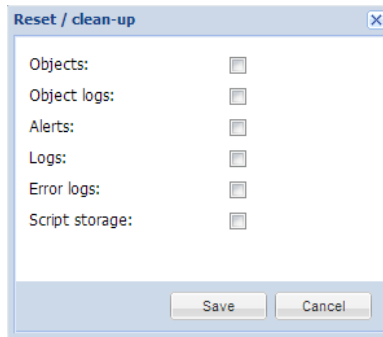 Reset / clean-up
Objects:
Object logs:
Alerts:
Logs:
Error logs:
Script storage:
Save Cancel